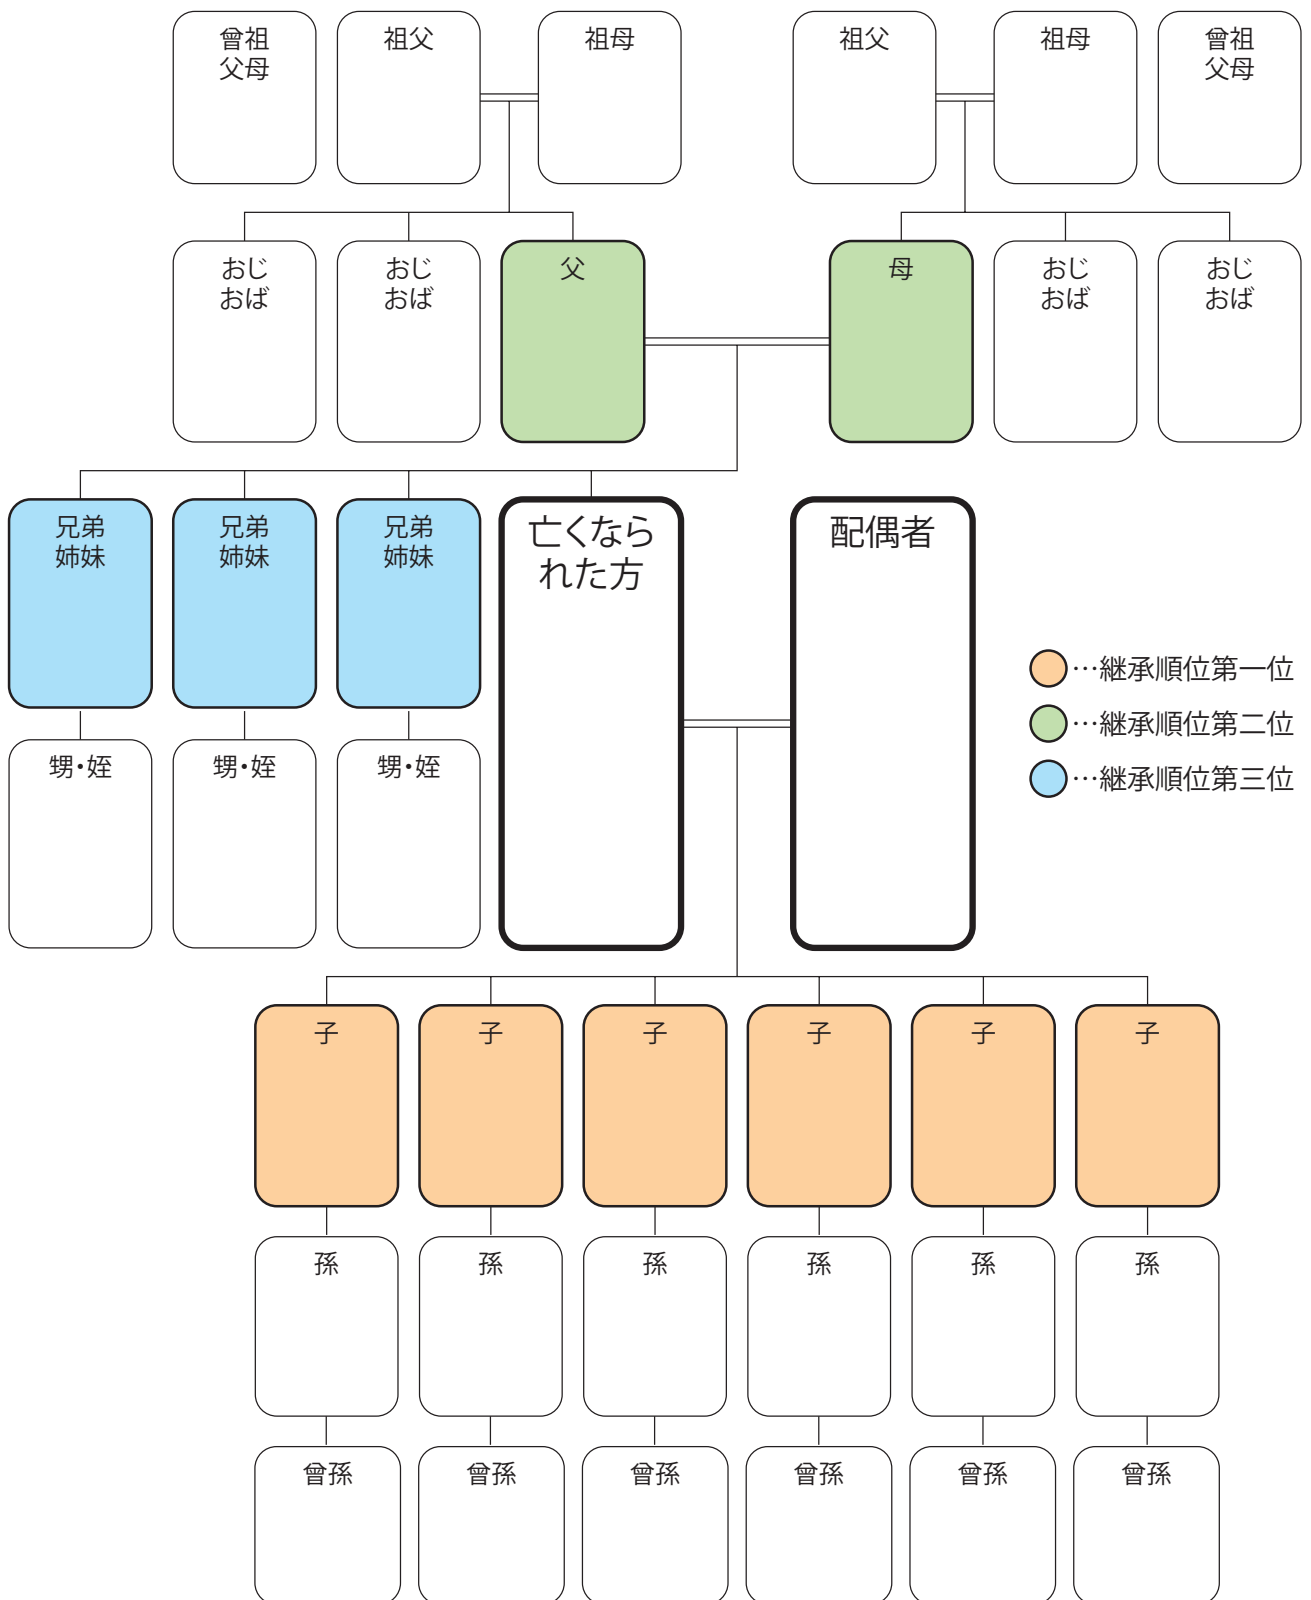 曾祖
父母
祖父
祖母
祖父
祖母
曾祖
父母
おじ
おば
おじ
おば
父
母
おじ
おば
おじ
おば
兄弟
姉妹
兄弟
姉妹
兄弟
姉妹
亡くなら
れた方
配偶者
…継承順位第一位
…継承順位第二位
…継承順位第三位
甥・姪
甥・姪
甥・姪
子
子
子
子
子
子
孫
孫
孫
孫
孫
孫
曾孫
曾孫
曾孫
曾孫
曾孫
曾孫